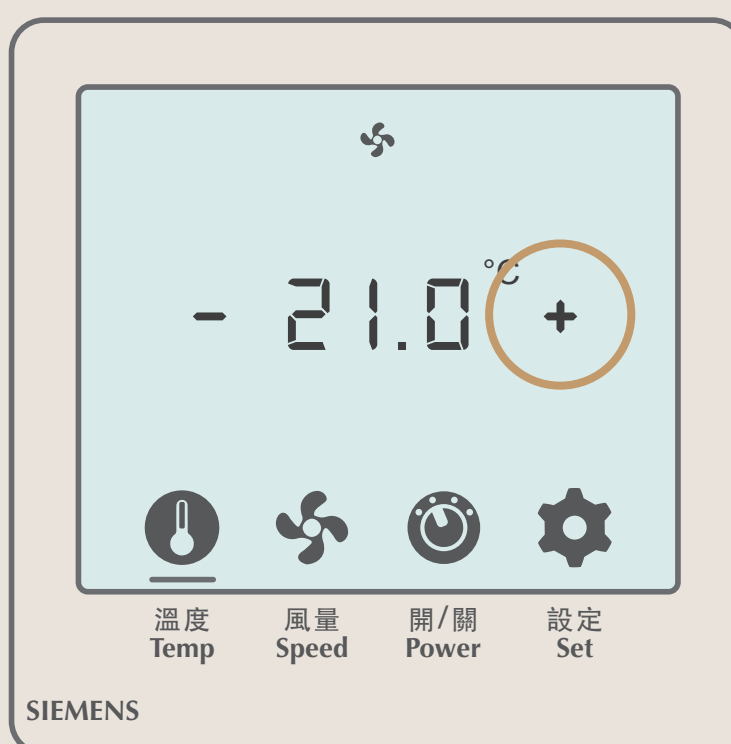 °C
- 21.0 +
溫度 風量 開/關 設定
Temp Speed Power Set
SIEMENS